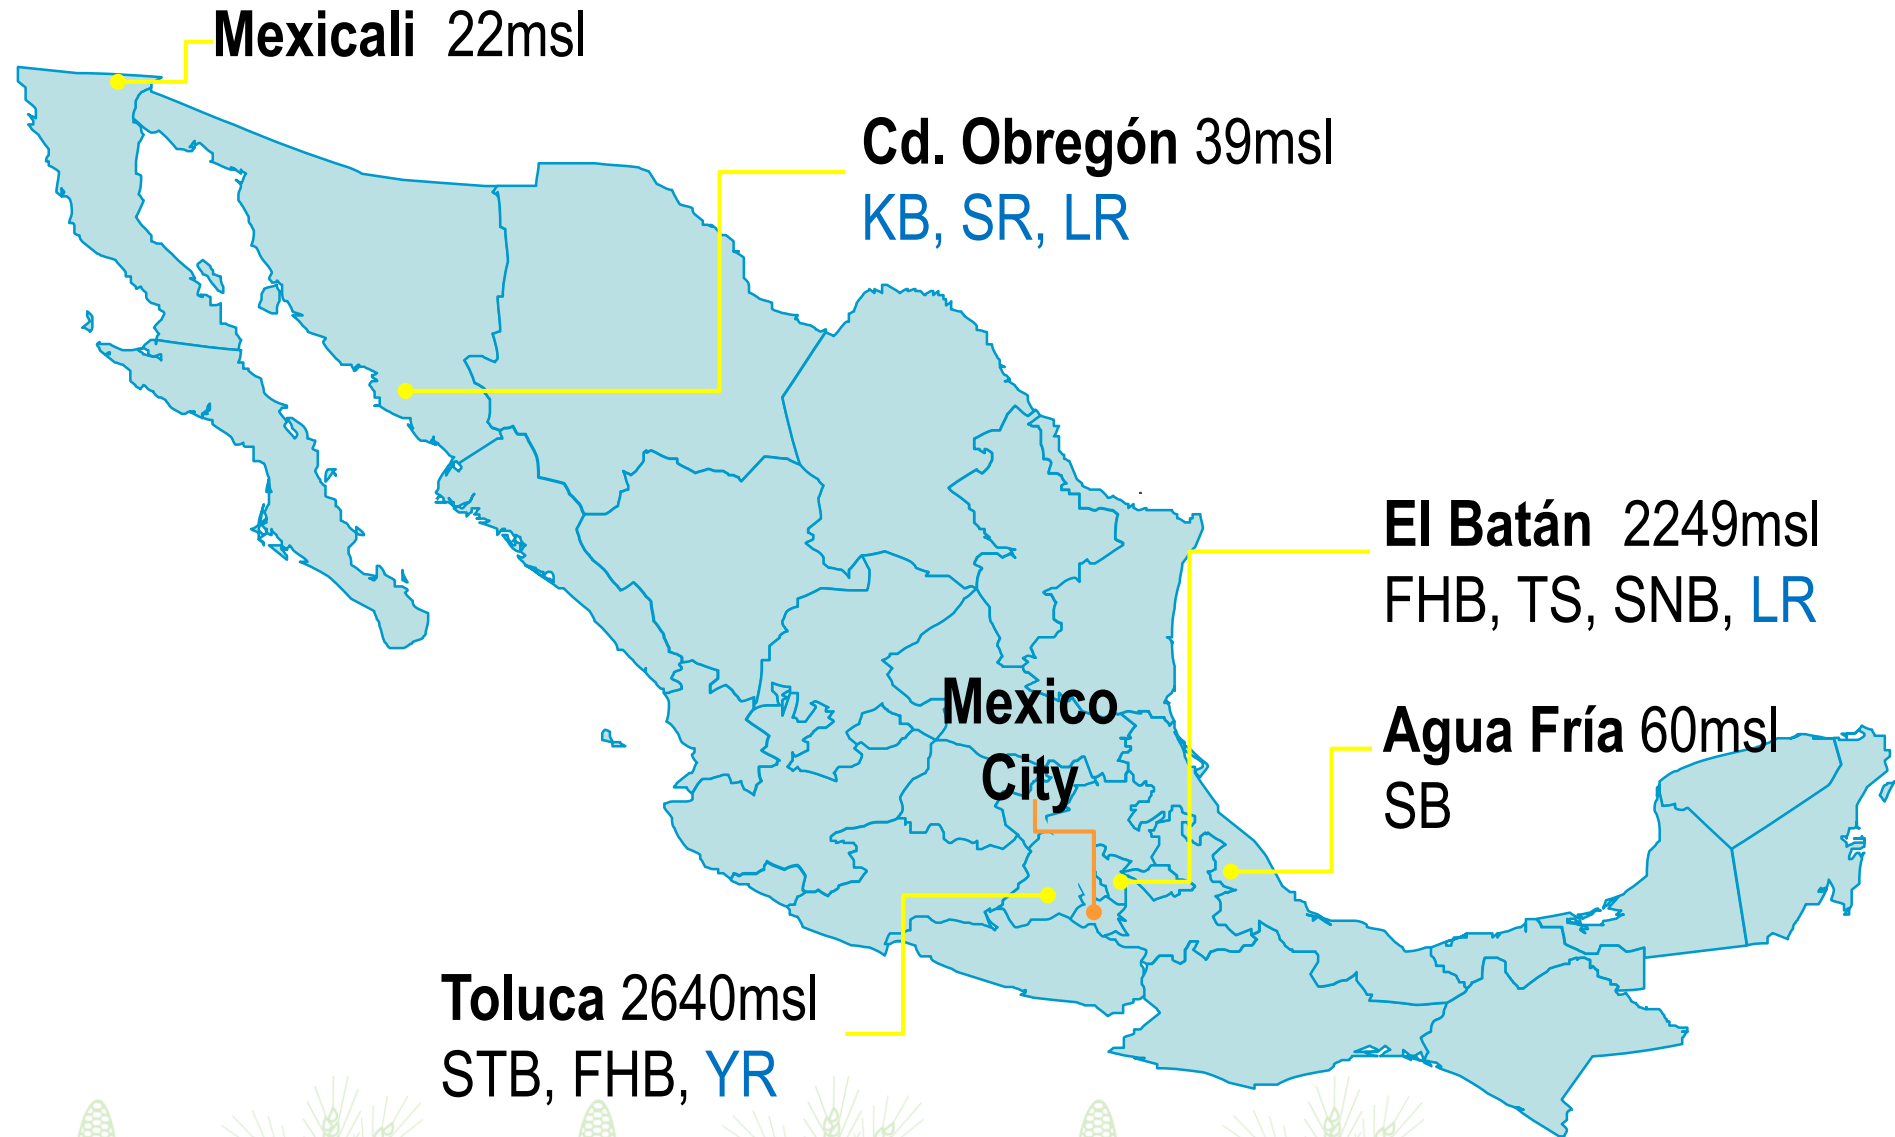 Mexicali 22msl
Cd. Obregón 39msl
KB, SR, LR
El Batán 2249msl
FHB, TS, SNB, LR
Mexico
City
Agua Fría 60msl
SB
Toluca 2640msl
STB, FHB, YR